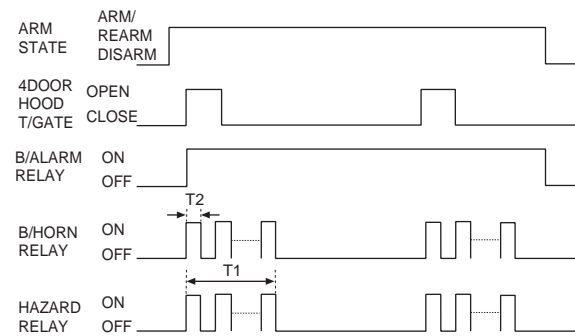 ARM STATE
ARM/
REARM
DISARM
4DOOR
HOOD
T/GATE
OPEN
CLOSE
B/ALARM
RELAY
ON
OFF
T2
B/HORN
RELAY
ON
OFF
T1
HAZARD
RELAY
ON
OFF